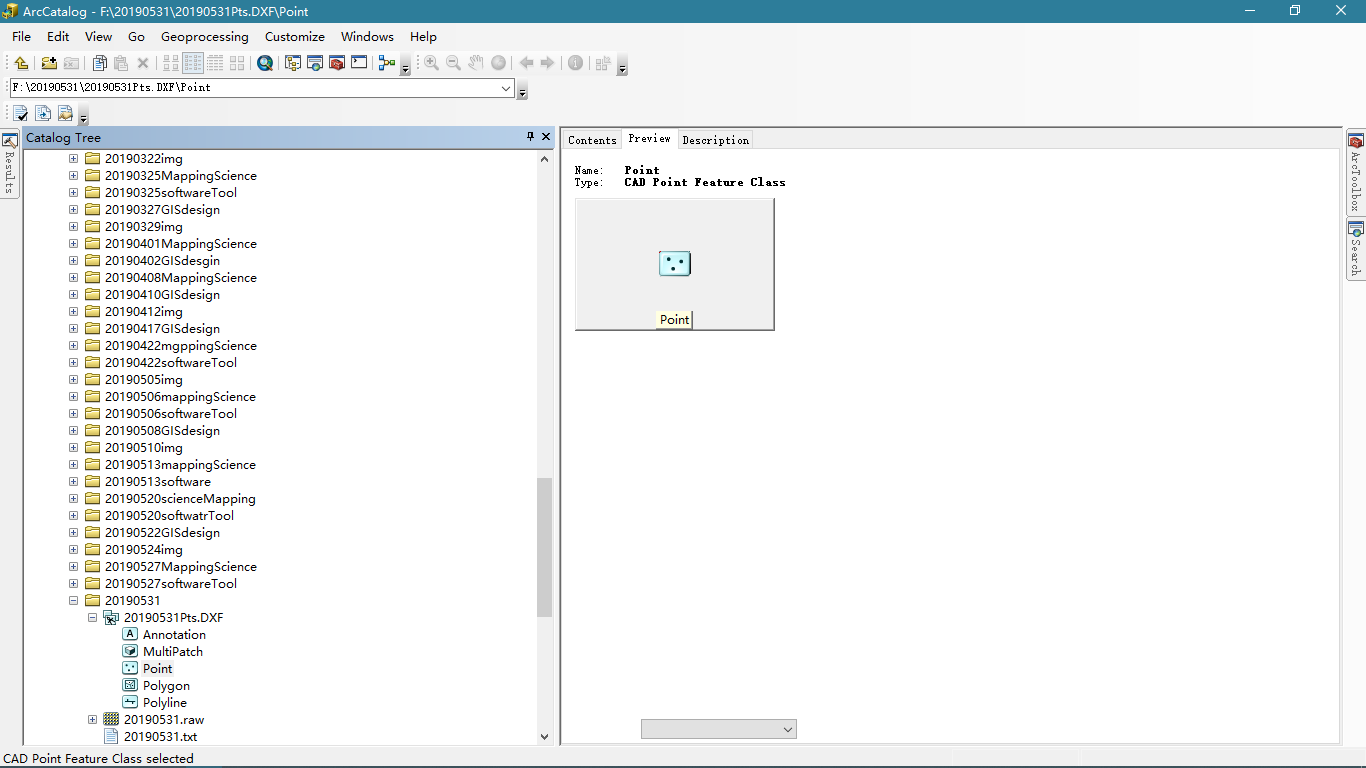 ArcCatalog - F:\20190531\20190531Pts.DXF\Point
File Edit View Go Geoprocessing Customize Windows Help
F:\20190531\20190531Pts.DXF\Point
Results
Catalog Tree
20190322img
20190325MappingScience
20190325softwareTool
20190327GISdesign
20190329img
20190401MappingScience
20190402GISdesgin
20190408MappingScience
20190410GISdesign
20190412img
20190417GISdesign
20190422mgppingScience
20190422softwareTool
20190505img
20190506mappingScience
20190506softwareTool
20190508GISdesign
20190510img
20190513mappingScience
20190513software
20190520scienceMapping
20190520softwatrTool
20190522GISdesign
20190524img
20190527MappingScience
20190527softwareTool
20190531
20190531Pts.DXF
A Annotation
MultiPatch
Point
Polygon
Polyline
20190531.raw
20190531.txt
Contents Preview Description
Name: Point
Type: CAD Point Feature Class
Point
ArcToolbox
Search
CAD Point Feature Class selected